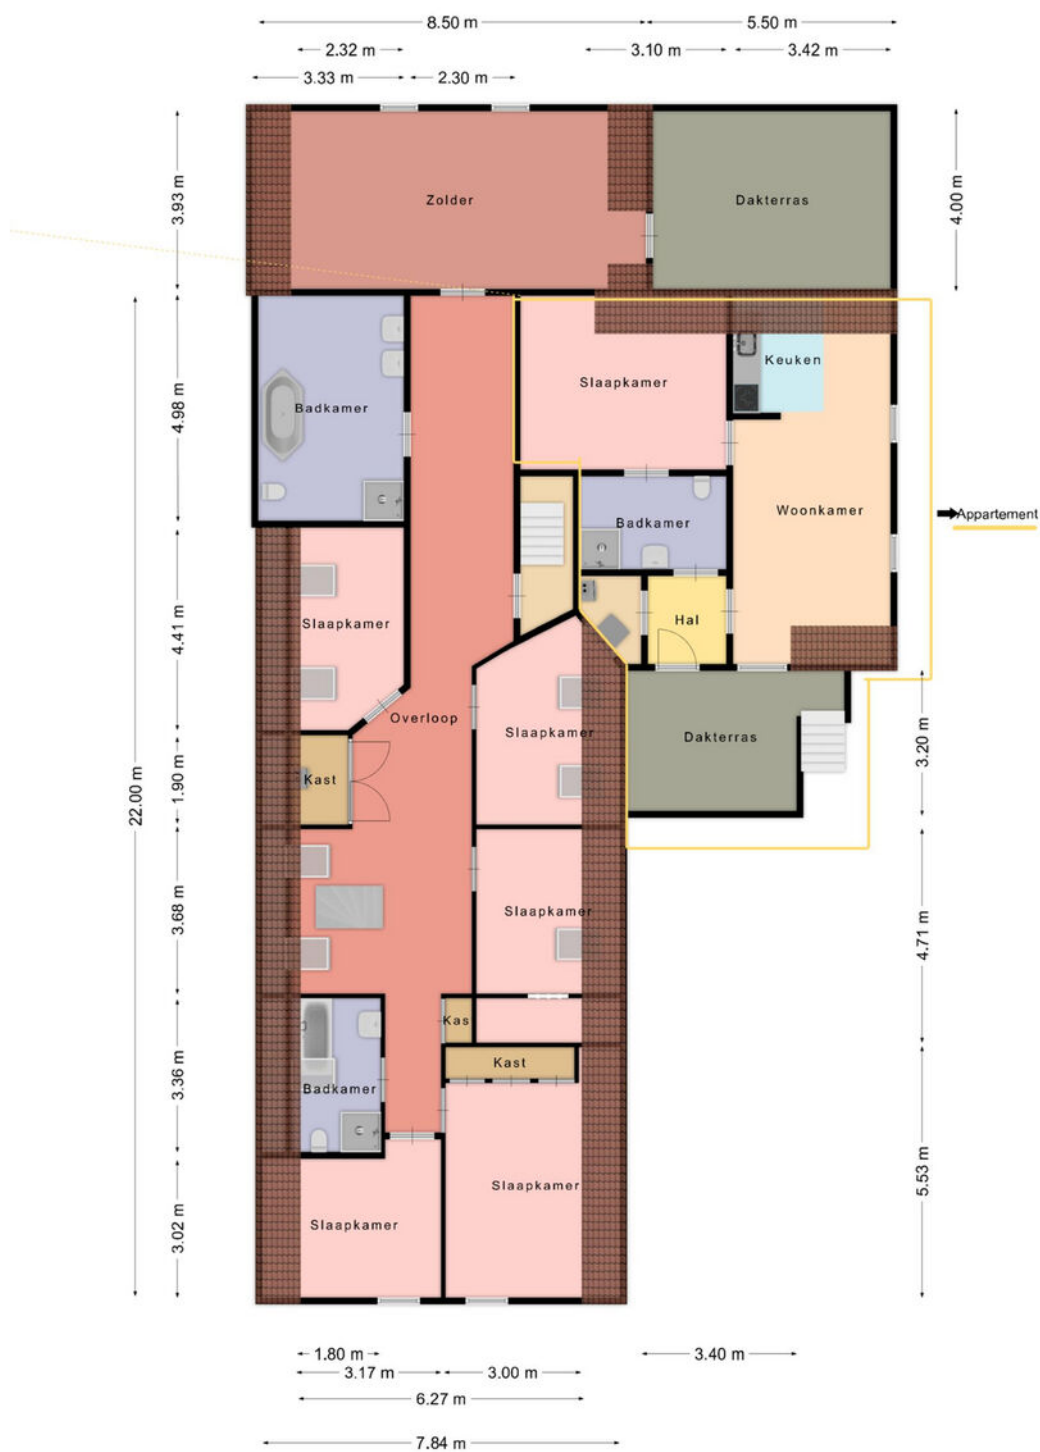 8.50 m
5.50 m
2.32 m
3.10 m
3.42 m
3.33 m
2.30 m
3.93 m
Zolder
Dakterras
4.00 m
Slaapkamer
Keuken
Badkamer
4.98 m
Woonkamer
Appartement
Badkamer
Slaapkamer
Hal
4.41 m
Overloop
Slaapkamer
Dakterras
3.20 m
22.00 m
1.90 m
Kast
3.68 m
Slaapkamer
4.71 m
Kas
Kast
3.36 m
Badkamer
Slaapkamer
5.53 m
3.02 m
Slaapkamer
1.80 m
3.40 m
3.17 m
3.00 m
6.27 m
7.84 m